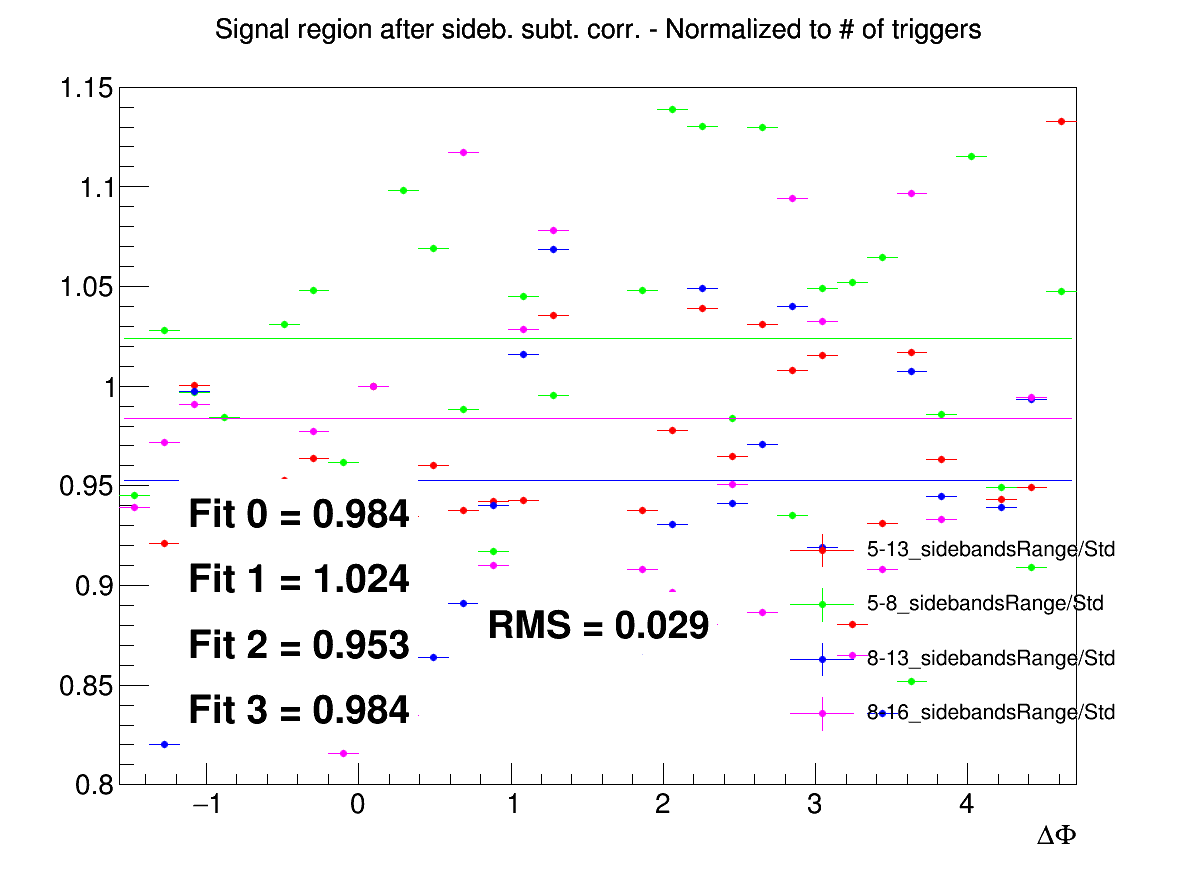 Signal region after sideb. subt. corr. - Normalized to # of triggers
1.15
1.1
1.05
1
0.95
0.9
0.85
0.8
Fit 0 = 0.984
Fit 1 = 1.024
Fit 2 = 0.953
Fit 3 = 0.984
RMS = 0.029
5-13_sidebandsRange/Std
5-8_sidebandsRange/Std
8-13_sidebandsRange/Std
8-16_sidebandsRange/Std
−1 0 1 2 3 4
ΔΦ